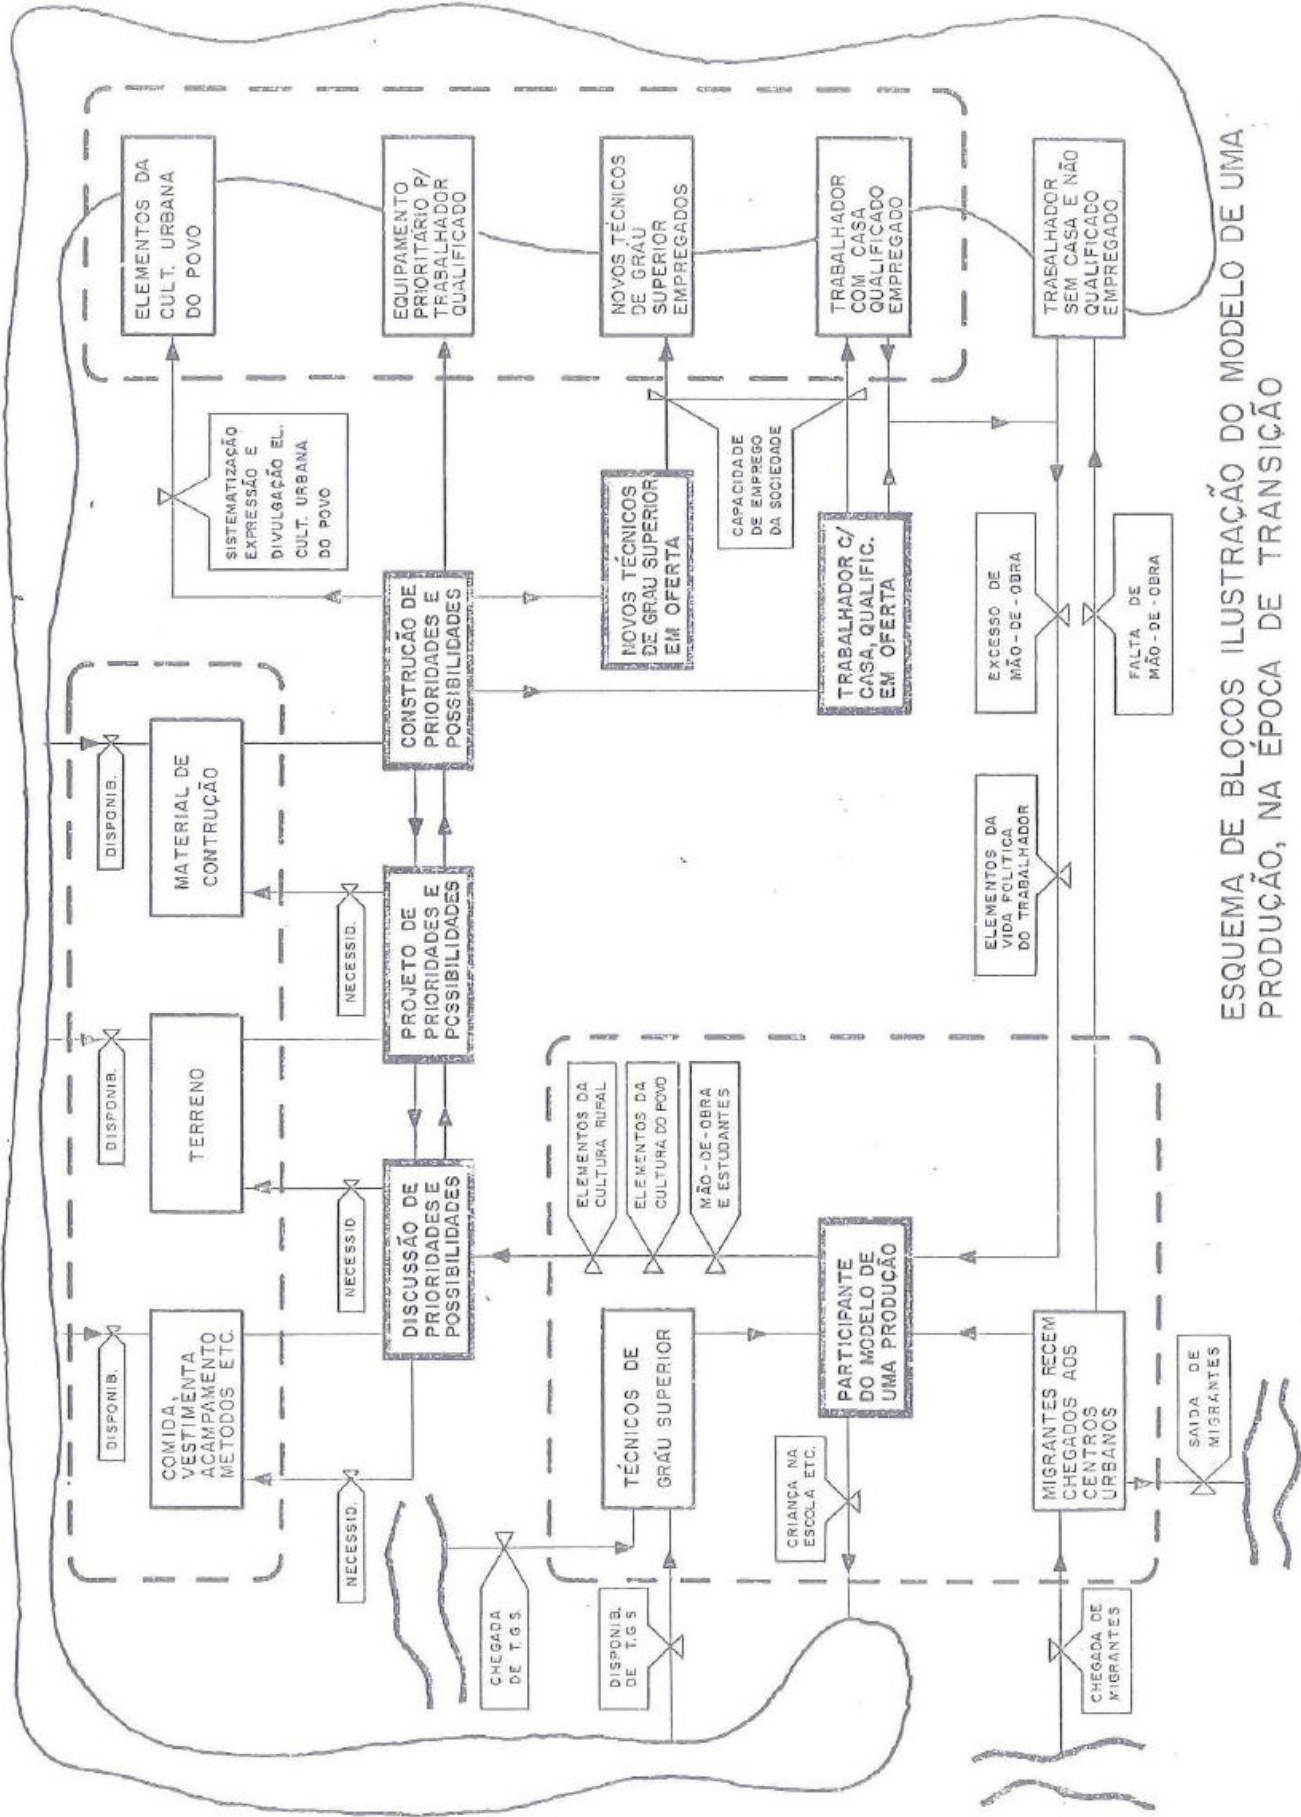 DISPONIB.
DISPONIB.
DISPONIB.
COMIDA,
VESTIMENTA
ACAMPAMENTO
METODOS ETC.
TERRENO
MATERIAL DE
CONTRUÇÃO
ELEMENTOS DA
CULT. URBANA
DO POVO
SISTEMATIZAÇÃO
EXPRESSÃO E
DIVULGAÇÃO EL.
CULT. URBANA
DO POVO
NECESSID.
NECESSID
NECESSID.
DISCUSSÃO DE
PRIORIDADES E
POSSIBILIDADES
PROJETO DE
PRIORIDADES E
POSSIBILIDADES
CONSTRUCÃO DE
PRIORIDADES E
POSSIBILIDADES
EQUIPAMENTO
PRIORITÁRIO P/
TRABALHADOR
QUALIFICADO
CHEGADA
DE T.G.S.
ELEMENTOS DA
CULTURA RURAL
ELEMENTOS DA
CULTURA DO POVO
MÃO-DE-OBRA
E ESTUDANTES
DISPONIB.
DE T.G.S
TÉCNICOS DE
GRÁU SUPERIOR
NOVOS TÉCNICOS
DE GRAU SUPERIOR
EM OFERTA
NOVOS TÉCNICOS
DE GRAU
SUPERIOR
EMPREGADOS
CAPACIDADE
DE EMPREGO
DA SOCIEDADE
CRIANÇA NA
ESCOLA ETC.
PARTICIPANTE
DO MODELO DE
UMA PRODUÇÃO
TRABALHADOR C/
CASA, QUALIFIC.
EM OFERTA
TRABALHADOR
COM CASA
QUALIFICADO
EMPREGADO
ELEMENTOS DA
VIDA POLITICA
DO TRABALHADOR
EXCESSO DE
MÃO-DE-OBRA
CHEGADA DE
MIGRANTES
MIGRANTES RECEM
CHEGADOS AOS
CENTROS
URBANOS
FALTA DE
MÃO-DE-OBRA
TRABALHADOR
SEM CASA E NÃO
QUALIFICADO
EMPREGADO
SAIDA DE
MIGRANTES
ESQUEMA DE BLOCOS ILUSTRAÇÃO DO MODELO DE UMA
PRODUÇÃO, NA ÉPOCA DE TRANSIÇÃO